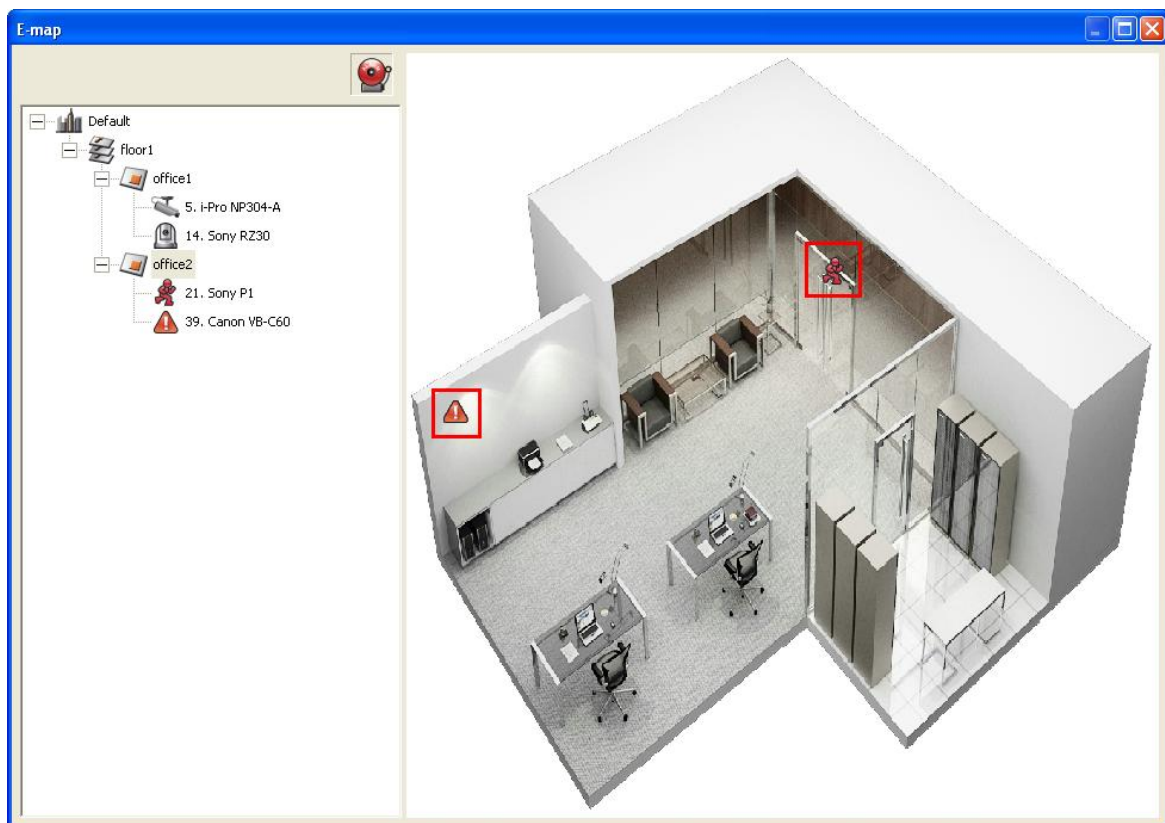 E-map
Default
floor1
office1
5. i-Pro NP304-A
14. Sony RZ30
office2
21. Sony P1
39. Canon VB-C60